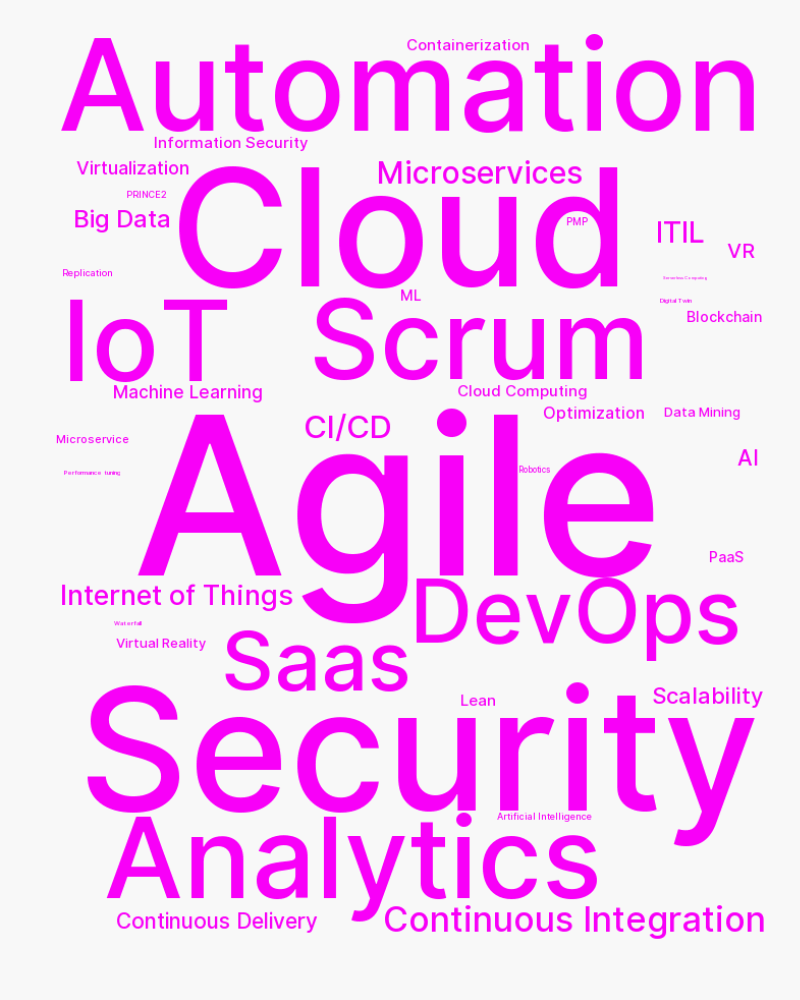 Containerization
Automation
Information Security
Virtualization
Microservices
PRINCE2
Cloud
Big Data
PMP
ITIL
VR
Replication
Serverless Computing
ML
Digital Twin
IoT
Scrum
Blockchain
Machine Learning
Cloud Computing
Optimization
Data Mining
CI/CD
Microservice
AI
Performance tuning
Robotics
Agile
PaaS
Internet of Things
DevOps
Waterfall
Virtual Reality
Saas
Scalability
Lean
Security
Artificial Intelligence
Analytics
Continuous Delivery
Continuous Integration